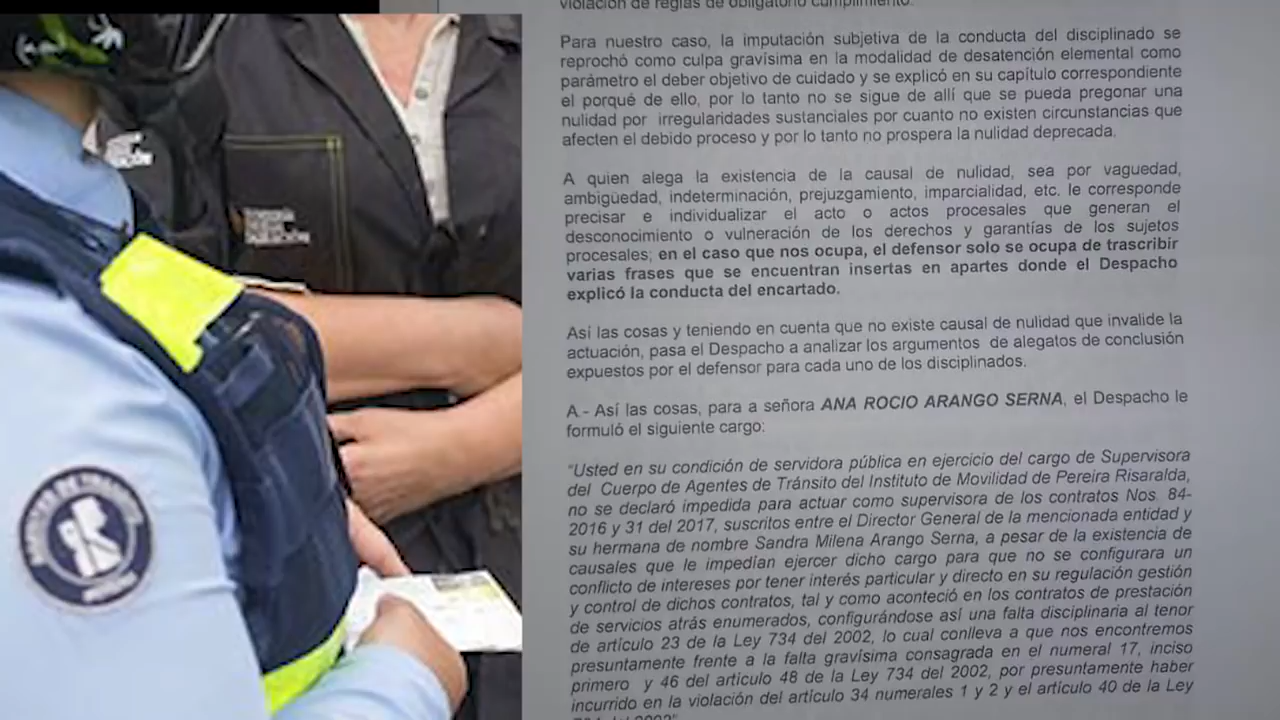 violación de reglas de obligatorio cumplimiento.
Para nuestro caso, la imputación subjetiva de la conducta del disciplinado se
reprochó como culpa gravísima en la modalidad de desatención elemental como
parámetro el deber objetivo de cuidado y se explicó en su capítulo correspondiente
el porqué de ello, por lo tanto no se sigue de allí que se pueda pregonar una
nulidad por irregularidades sustanciales por cuanto no existen circunstancias que
afecten el debido proceso y por lo tanto no prospera la nulidad deprecada.
A quien alega la existencia de la causal de nulidad, sea por vaguedad,
ambigüedad, indeterminación, prejuzgamiento, imparcialidad, etc. le corresponde
precisar e individualizar el acto o actos procesales que generan el
desconocimiento o vulneración de los derechos y garantías de los sujetos
procesales; en el caso que nos ocupa, el defensor solo se ocupa de trascribir
varias frases que se encuentran insertas en apartes donde el Despacho
explicó la conducta del encartado.
Así las cosas y teniendo en cuenta que no existe causal de nulidad que invalide la
actuación, pasa el Despacho a analizar los argumentos de alegatos de conclusión
expuestos por el defensor para cada uno de los disciplinados.
A - Así las cosas, para a señora ANA ROCIO ARANGO SERNA, el Despacho le
formuló el siguiente cargo:
“Usted en su condición de servidora pública en ejercicio del cargo de Supervisora
del Cuerpo de Agentes de Tránsito del Instituto de Movilidad de Pereira Risaralda,
no se declaró impedida para actuar como supervisora de los contratos Nos. 84-
2016 y 31 del 2017, suscritos entre el Director General de la mencionada entidad y
su hermana de nombre Sandra Milena Arango Serna, a pesar de la existencia de
causales que le impedían ejercer dicho cargo para que no se configurara un
conflicto de intereses por tener interés particular y directo en su regulación gestión
y control de dichos contratos, tal y como aconteció en los contratos de prestación
de servicios atrás enumerados, configurándose así una falta disciplinaria al tenor
de artículo 23 de la Ley 734 del 2002, lo cual conlleva a que nos encontremos
presuntamente frente a la falta gravísima consagrada en el numeral 17, inciso
primero y 46 del artículo 48 de la Ley 734 del 2002, por presuntamente haber
incurrido en la violación del artículo 34 numerales 1 y 2 y el artículo 40 de la Ley